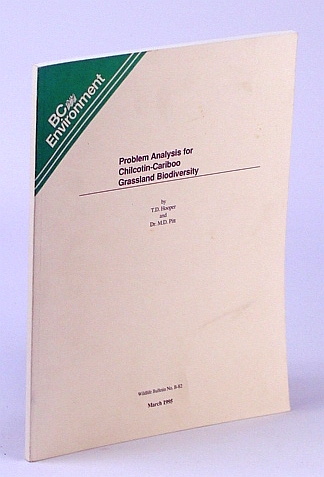 BC
Environment
Problem Analysis for
Chilcotin-Cariboo
Grassland Biodiversity
by
T.D. Hooper
and
Dr. M.D. Pitt
Wildlife Bulletin No. B-82
March 1995